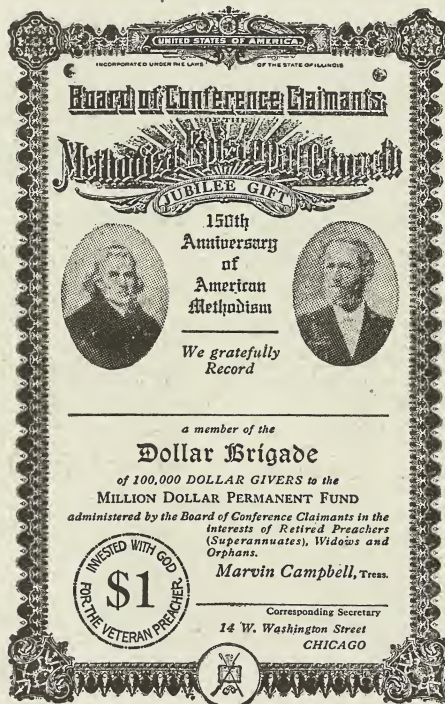 UNITED STATES OF AMERICA
INCORPORATED UNDER THE LAWS OF THE STATE OF ILLINOIS
Board of Conference Claimants
OF THE
Methodist Episcopal Church
JUBILEE GIFT
150th
Anniversary
of
American
Methodism
We gratefully
Record
a member of the
Dollar Brigade
of 100,000 DOLLAR GIVERS to the
MILLION DOLLAR PERMANENT FUND
administered by the Board of Conference Claimants in the
interests of Retired Preachers
(Superannuates), Widows and
Orphans.
INVESTED WITH GOD
$1
FOR THE VETERAN PREACHER.
Marvin Campbell, Treas.
Corresponding Secretary
14 W. Washington Street
CHICAGO